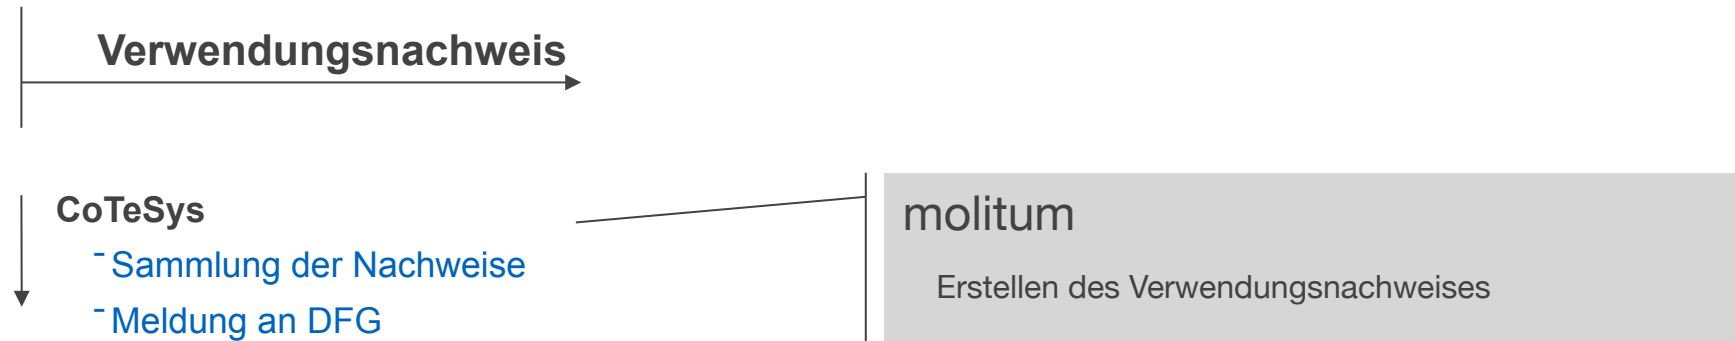 Verwendungsnachweis
CoTeSys
- Sammlung der Nachweise
- Meldung an DFG
molitum
Erstellen des Verwendungsnachweises